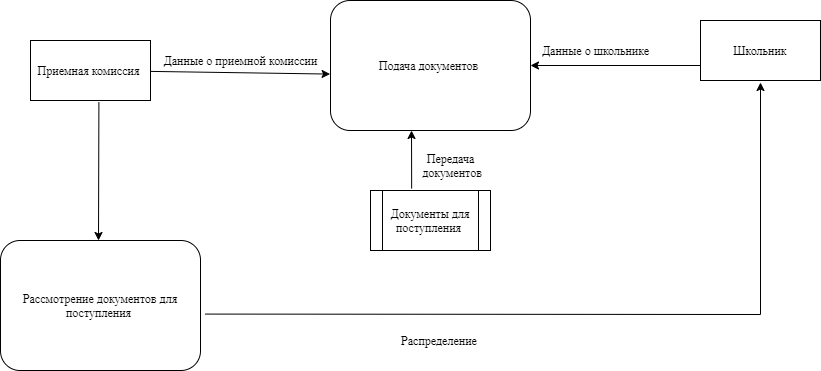 Приемная комиссия
Данные о приемной комиссии
Подача документов
Данные о школьнике
Школьник
Передача
документов
Документы для
поступления
Рассмотрение документов для
поступления
Распределение